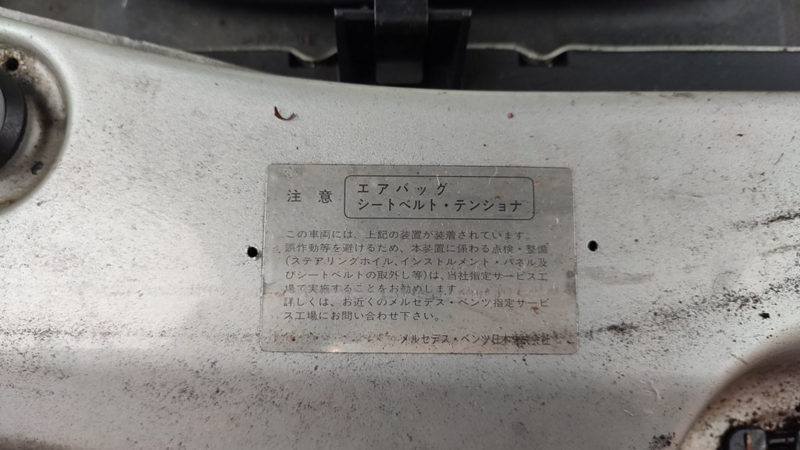 注 意 エアバッグ
シートベルト・テンショナ
この車両には、上記の装置が装着されています。
誤作動等を避けるため、本装置に係わる点検・整備
(ステアリングホイル、インストルメント・パネル及
びシートベルトの取外し等)は、当社指定サービス工
場で実施することをお勧めします。
詳しくは、お近くのメルセデス・ベンツ指定サービ
ス工場にお問い合わせ下さい。
メルセデス・ベンツ日本株式会社